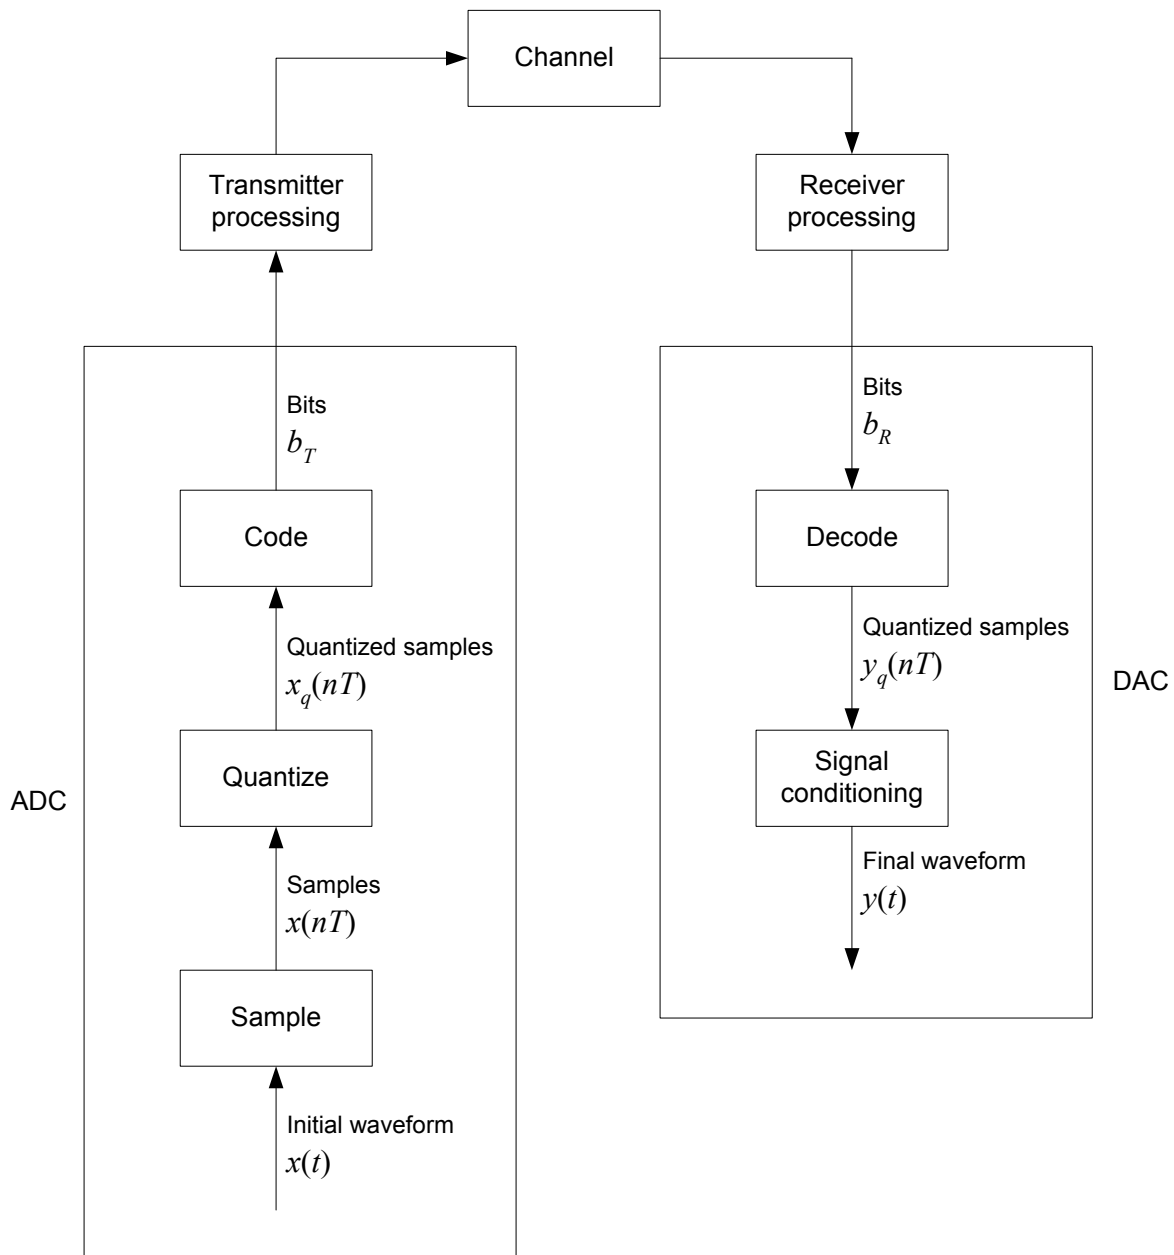 Channel
Transmitter
processing
Receiver
processing
Bits
b_T
Bits
b_R
Code
Decode
Quantized samples
x_q(nT)
Quantized samples
y_q(nT)
DAC
Quantize
Signal
conditioning
ADC
Samples
x(nT)
Final waveform
y(t)
Sample
Initial waveform
x(t)